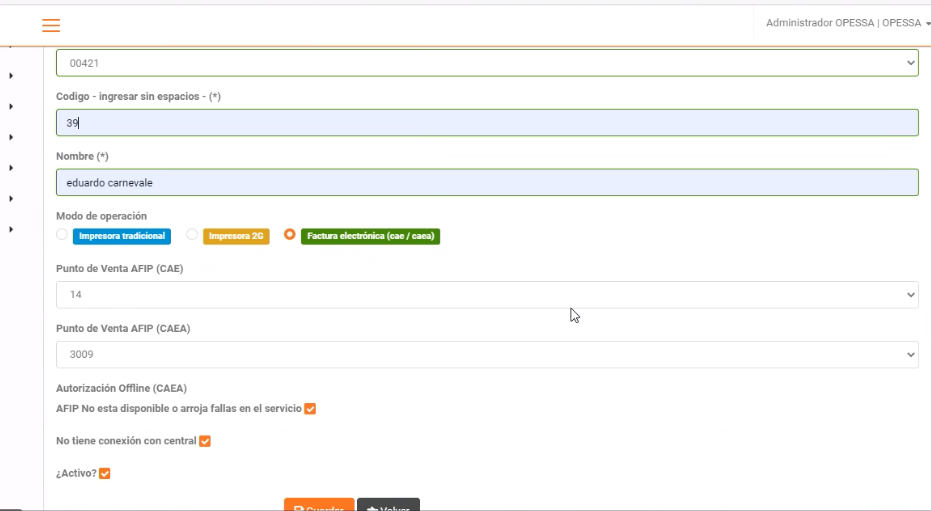 Administrador OPESSA | OPESSA
00421
Codigo - ingresar sin espacios - (*)
39
Nombre (*)
eduardo carnevale
Modo de operación
Impresora tradicional Impresora 2G Factura electrónica (cae / caea)
Punto de Venta AFIP (CAE)
14
Punto de Venta AFIP (CAEA)
3009
Autorización Offline (CAEA)
AFIP No esta disponible o arroja fallas en el servicio
No tiene conexión con central
¿Activo?
Guardar Volver